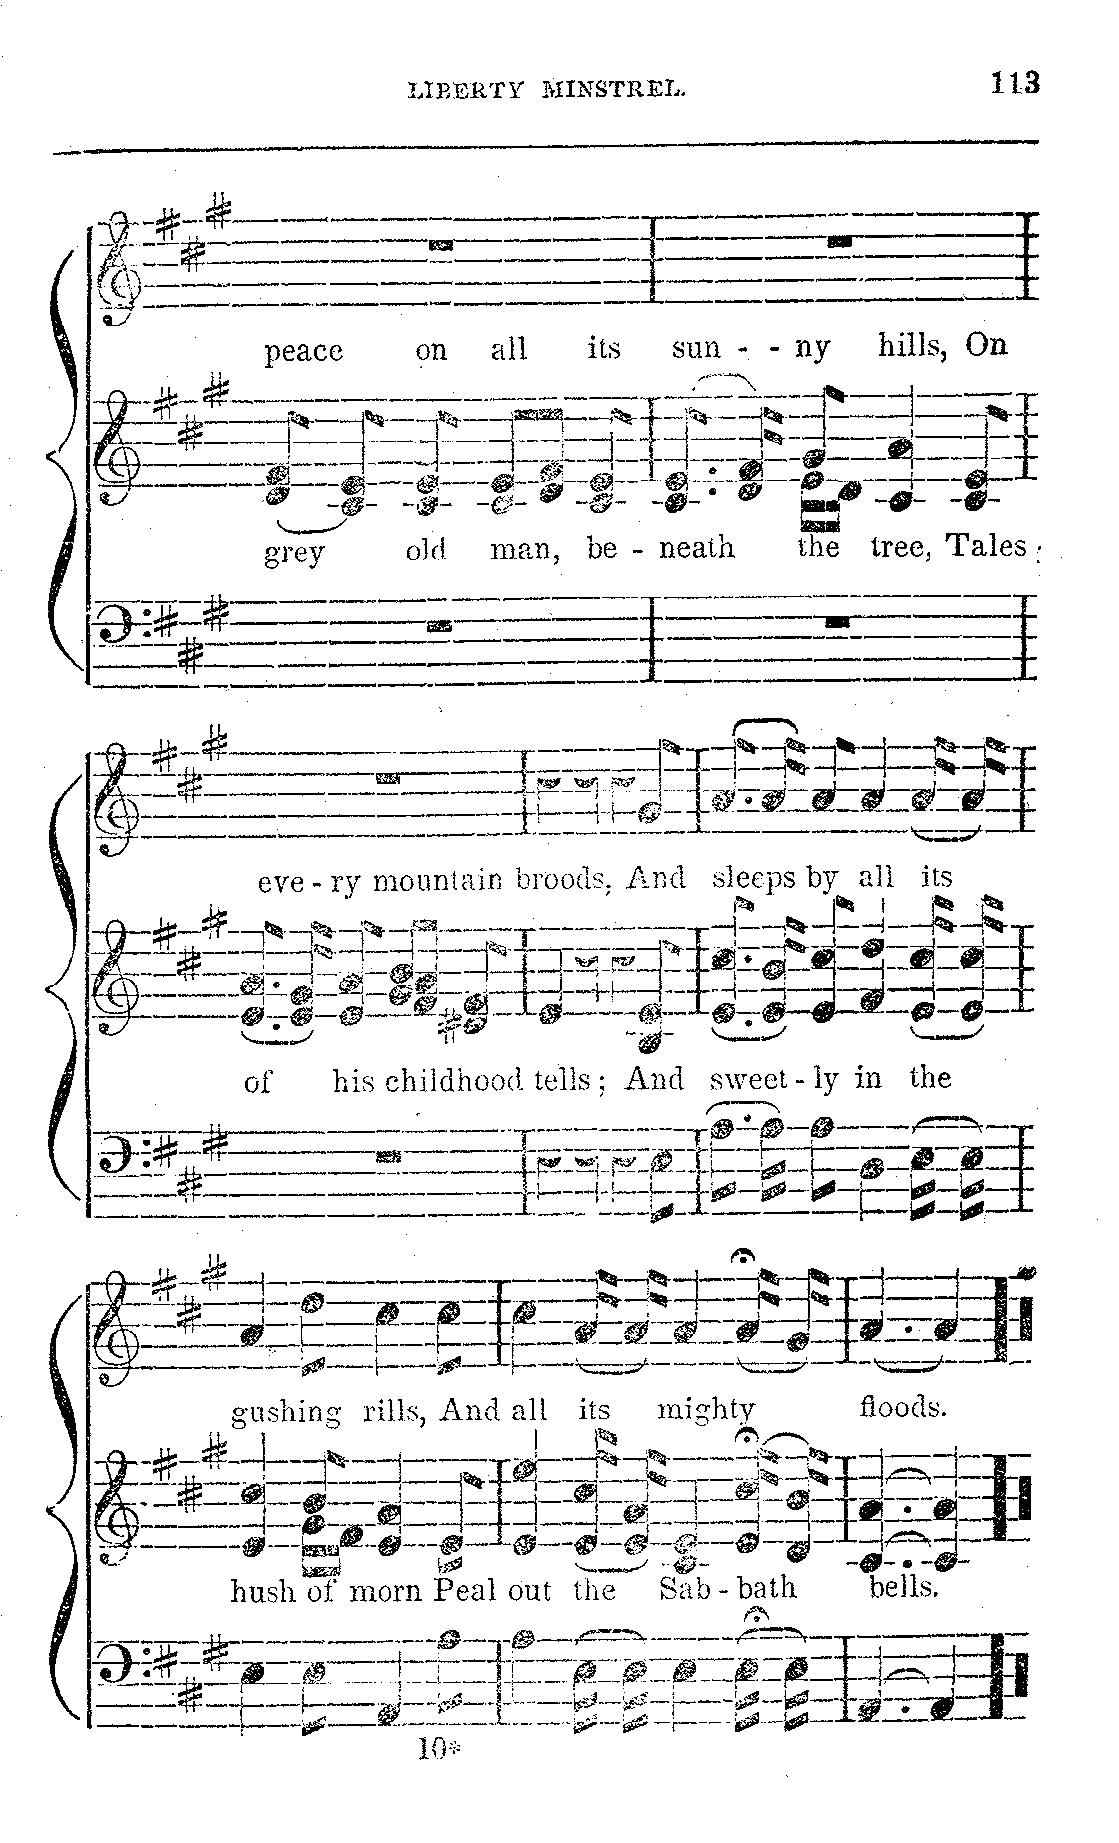 LIBERTY MINSTREL.
113
peace on all its sun - - ny hills, On
grey old man, be - neath the tree, Tales
eve - ry mountain broods, And sleeps by all its
of his childhood tells ; And sweet - ly in the
gushing rills, And all its mighty floods.
hush of morn Peal out the Sab - bath bells.
10*